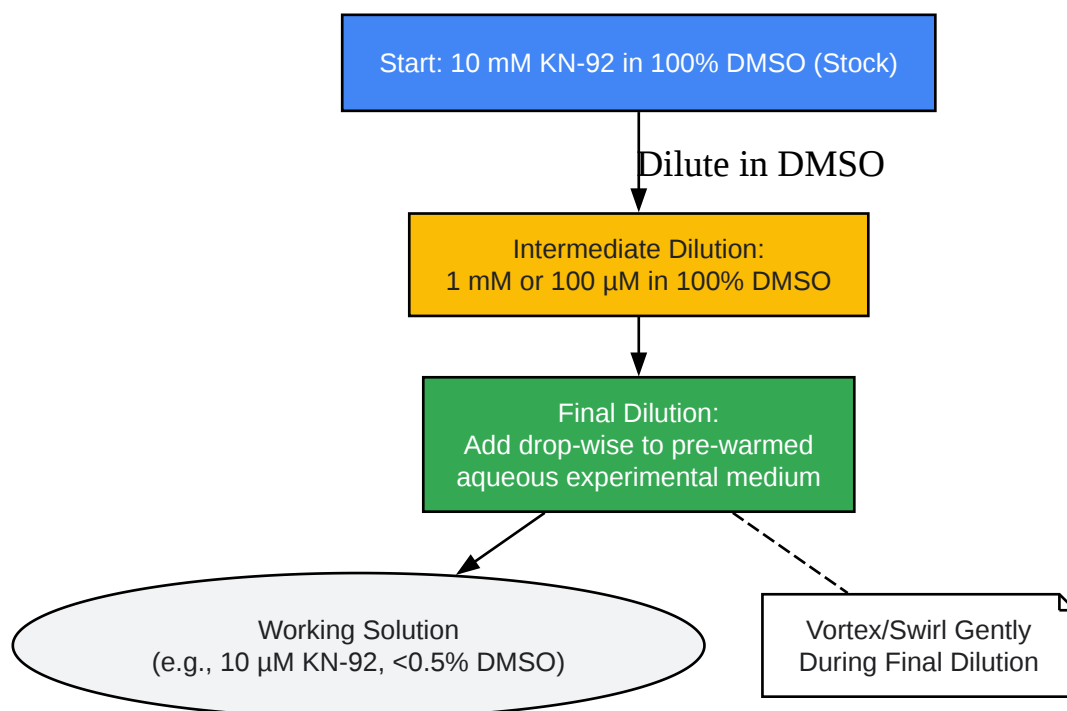 Start: 10 mM KN-92 in 100% DMSO (Stock)
Dilute in DMSO
Intermediate Dilution:
1 mM or 100 µM in 100% DMSO
Final Dilution:
Add drop-wise to pre-warmed
aqueous experimental medium
Working Solution
(e.g., 10 µM KN-92, <0.5% DMSO)
Vortex/Swirl Gently
During Final Dilution